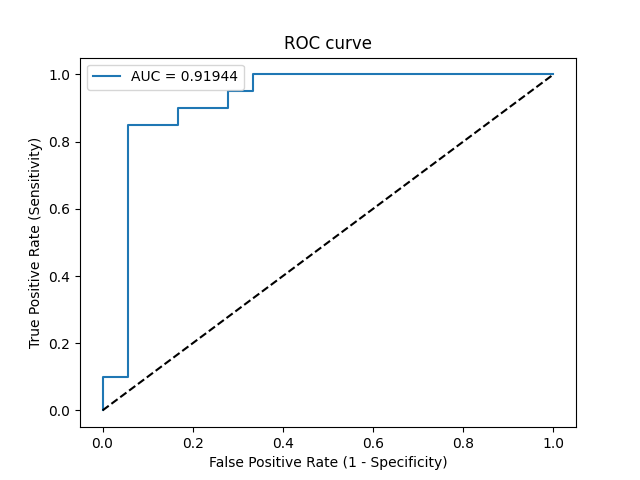 ROC curve
AUC = 0.91944
1.0
0.8
0.6
0.4
0.2
0.0
True Positive Rate (Sensitivity)
0.0 0.2 0.4 0.6 0.8 1.0
False Positive Rate (1 - Specificity)